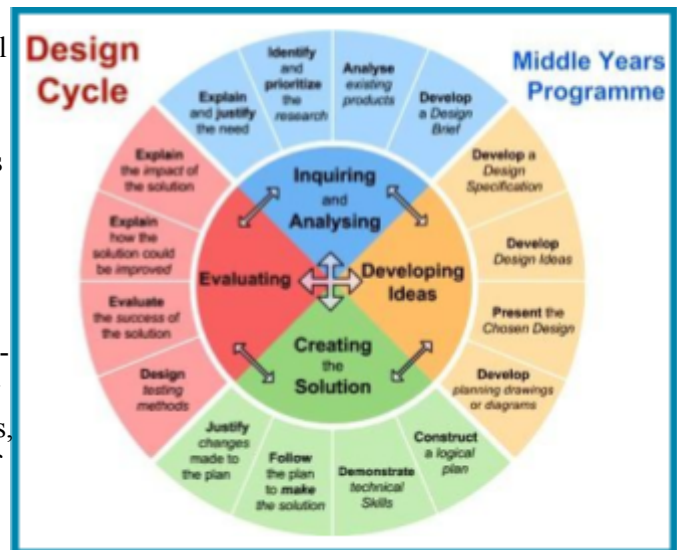 Design
Cycle
Middle Years
Programme
Explain
and justify
the need
Identify
and
prioritize
the
research
Analyse
existing
products
Develop
a Design
Brief
Develop a
Design
Specification
Develop
Design Ideas
Present the
Chosen Design
Develop
planning drawings
or diagrams
Construct
a logical
plan
Demonstrate
technical
Skills
Follow
the plan
to make
the solution
Justify
changes
made to
the plan
Design
testing
methods
Evaluate
the success of
the solution
Explain
how the
solution could
be improved
Explain
the impact of
the solution
Inquiring
and
Analysing
Developing
Ideas
Creating
the
Solution
Evaluating